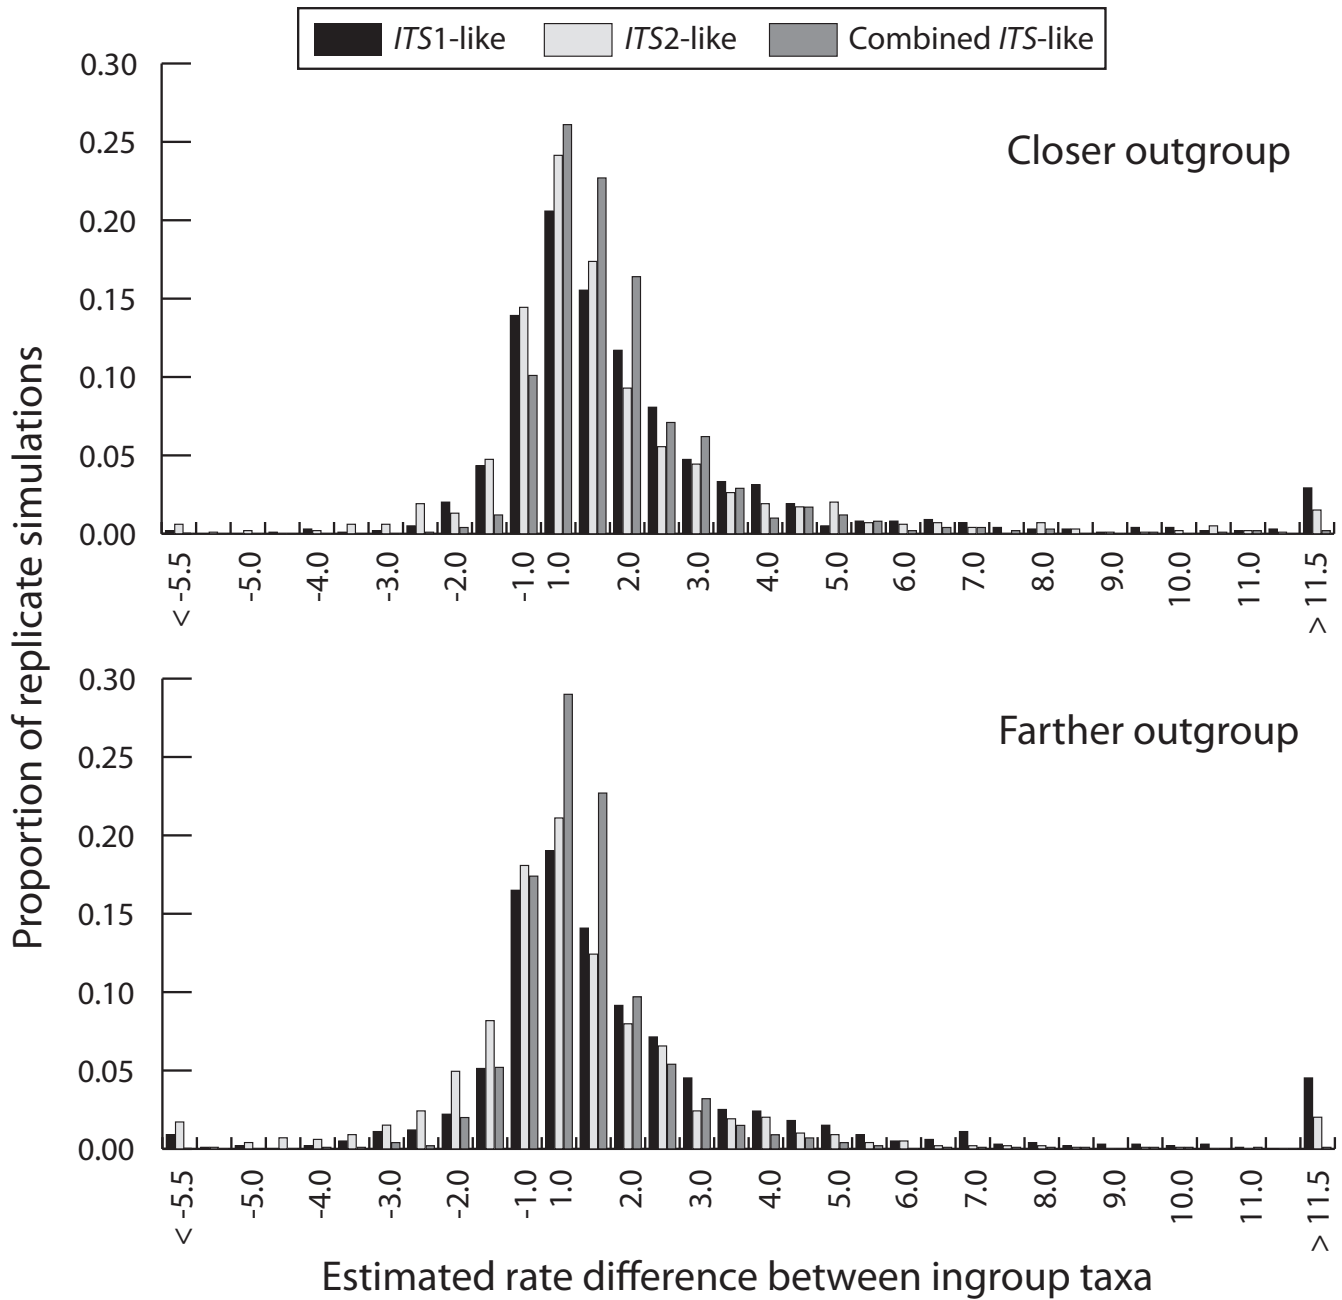 ITS1-like ITS2-like Combined ITS-like
Proportion of replicate simulations
Closer outgroup
0.30
0.25
0.20
0.15
0.10
0.05
0.00
< -5.5 -5.0 -4.0 -3.0 -2.0 -1.0 1.0 2.0 3.0 4.0 5.0 6.0 7.0 8.0 9.0 10.0 11.0 > 11.5
Farther outgroup
0.30
0.25
0.20
0.15
0.10
0.05
0.00
< -5.5 -5.0 -4.0 -3.0 -2.0 -1.0 1.0 2.0 3.0 4.0 5.0 6.0 7.0 8.0 9.0 10.0 11.0 > 11.5
Estimated rate difference between ingroup taxa